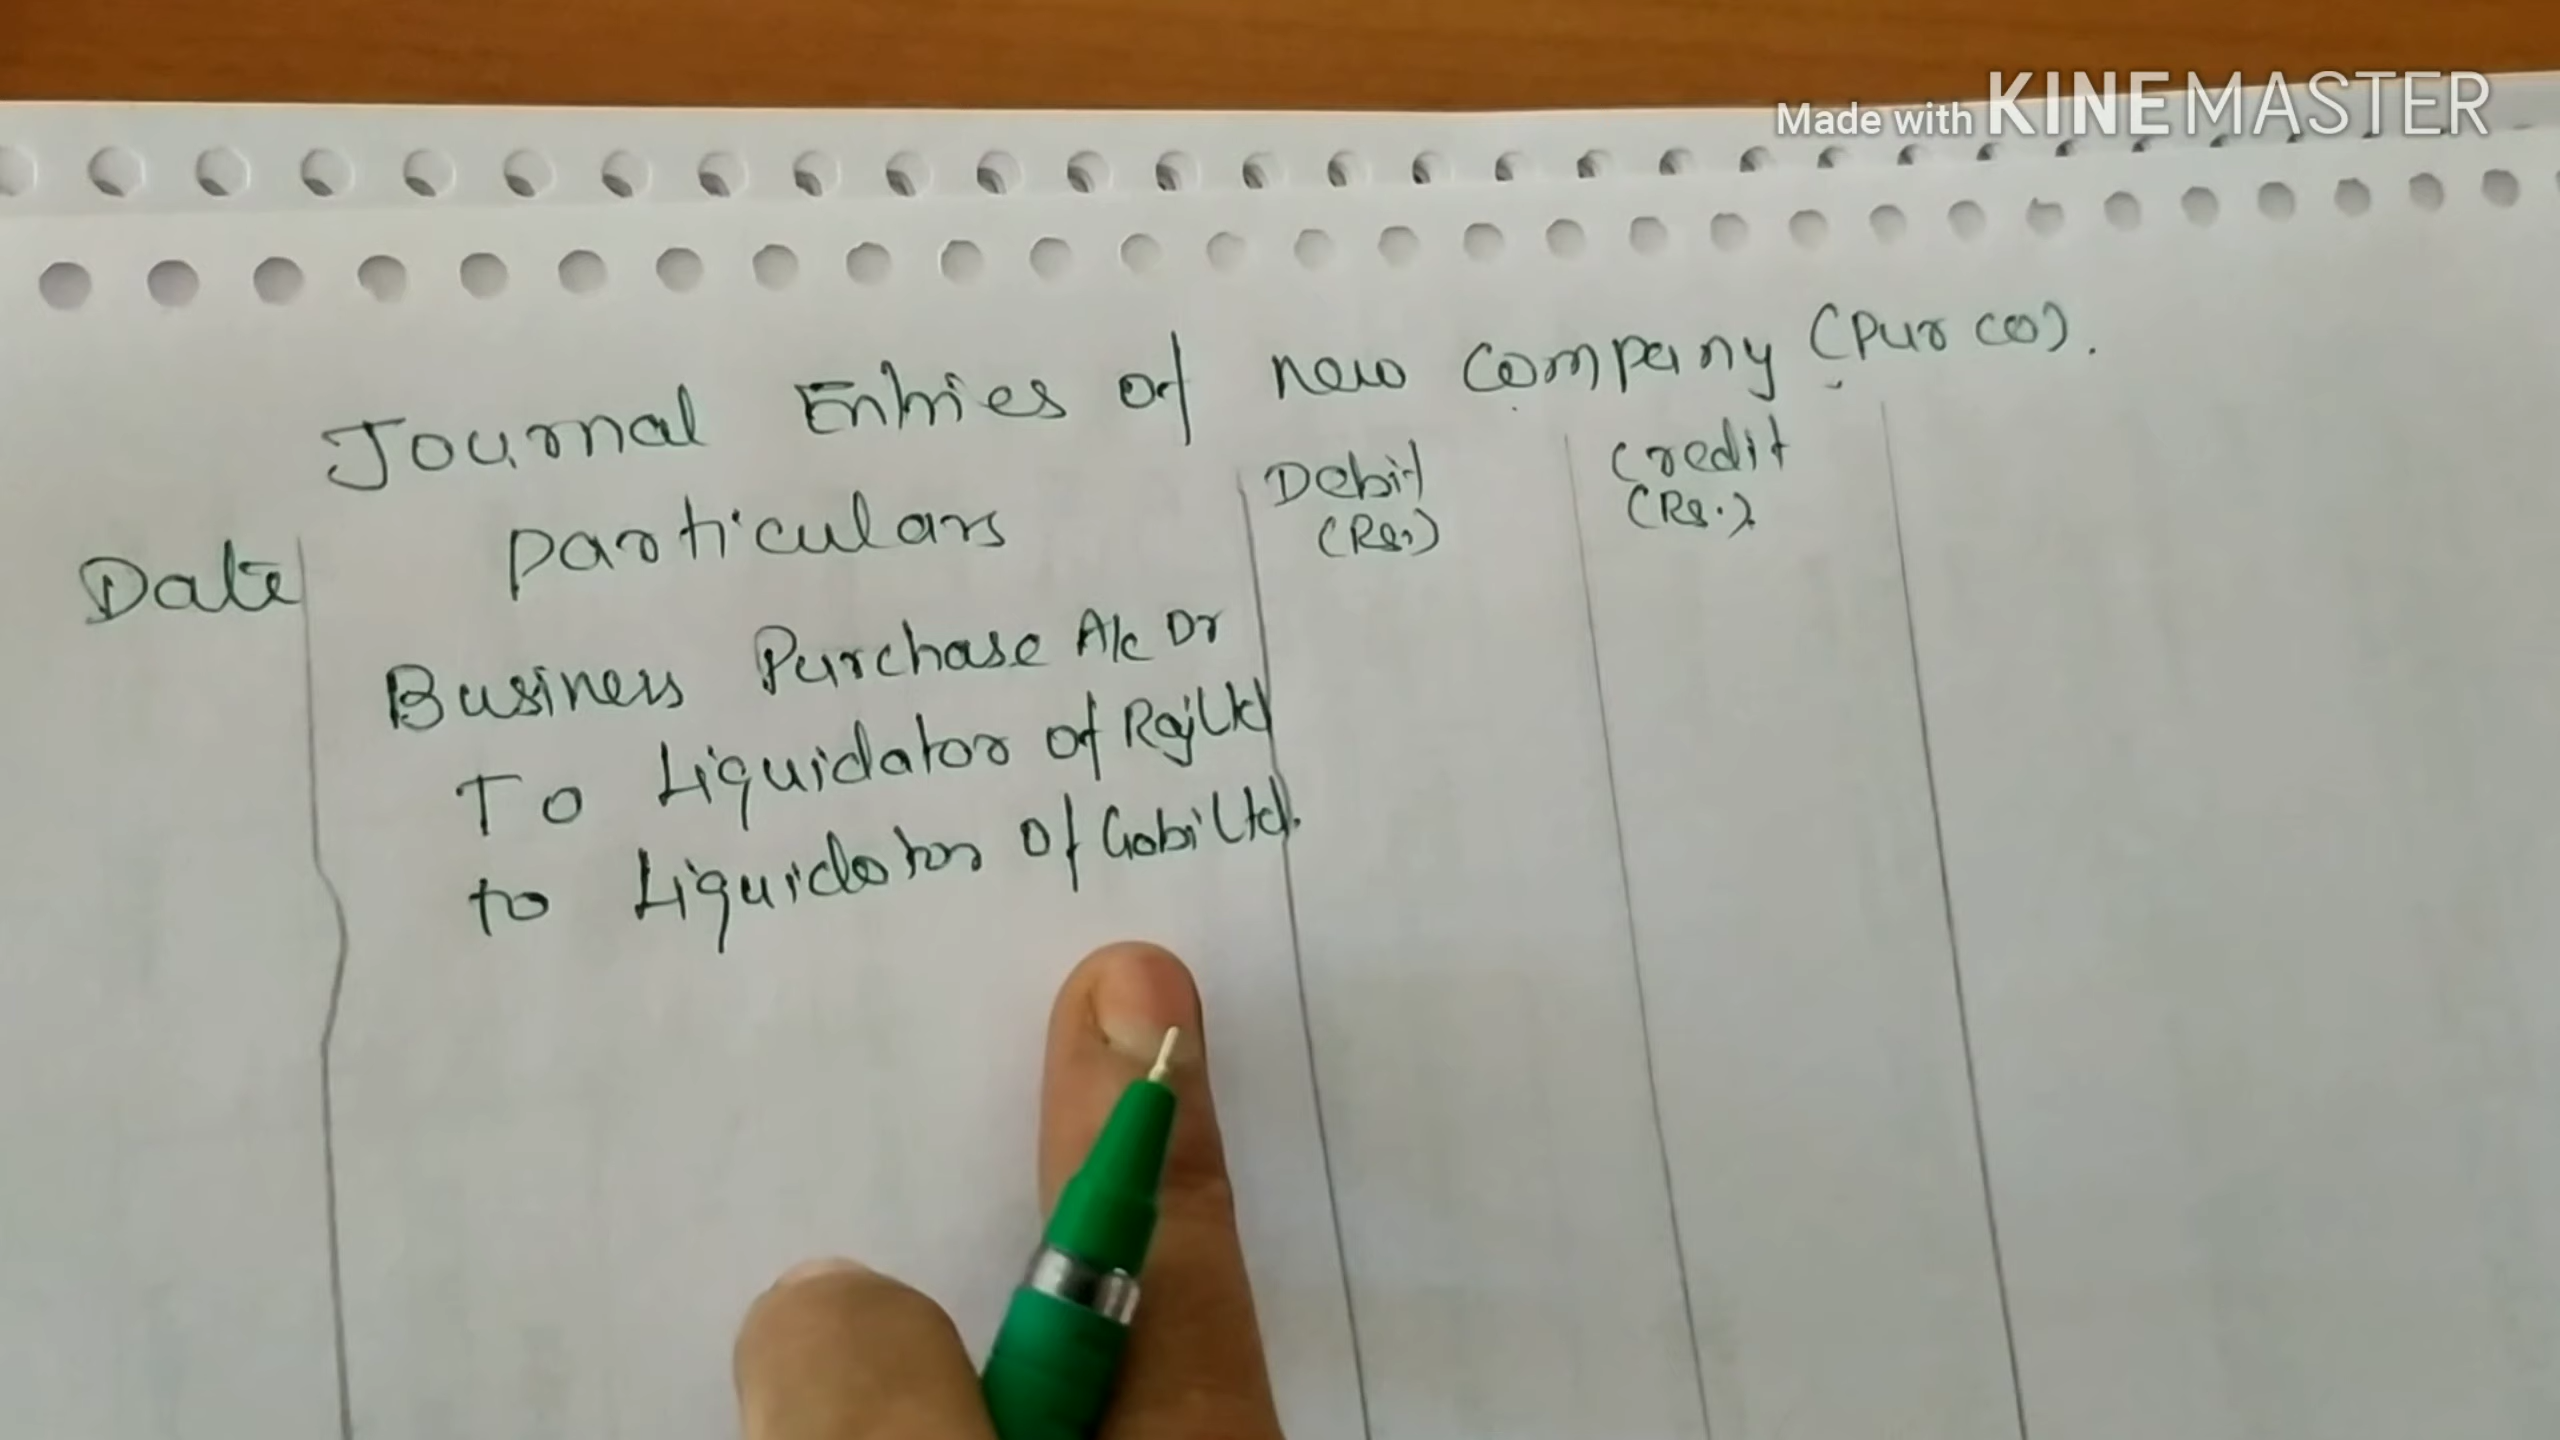 Made with KINEMASTER
Journal Entries of new company (Pur co).
Date Particulars Debit (Rs.) Credit (Rs.)
Business Purchase A/c Dr
To Liquidator of Raj Ltd
to Liquidator of Gobi Ltd.